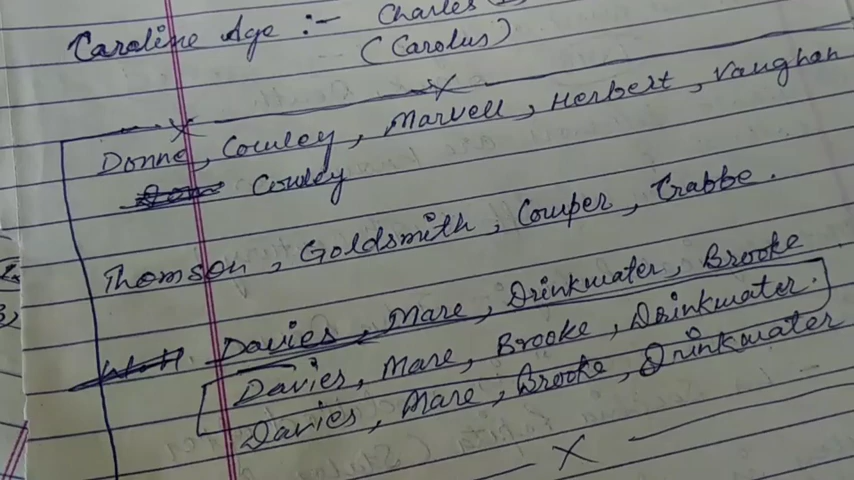 Caroline Age :- Charles
(Carolus)
Donne, Cowley, Marvell, Herbert, Vaughan
Cowley
Thomson, Goldsmith, Cowper, Crabbe.
Davies, Mare, Drinkwater, Brooke
Davies, Mare, Brooke, Drinkwater.
Davies, Mare, Brooke, Drinkwater